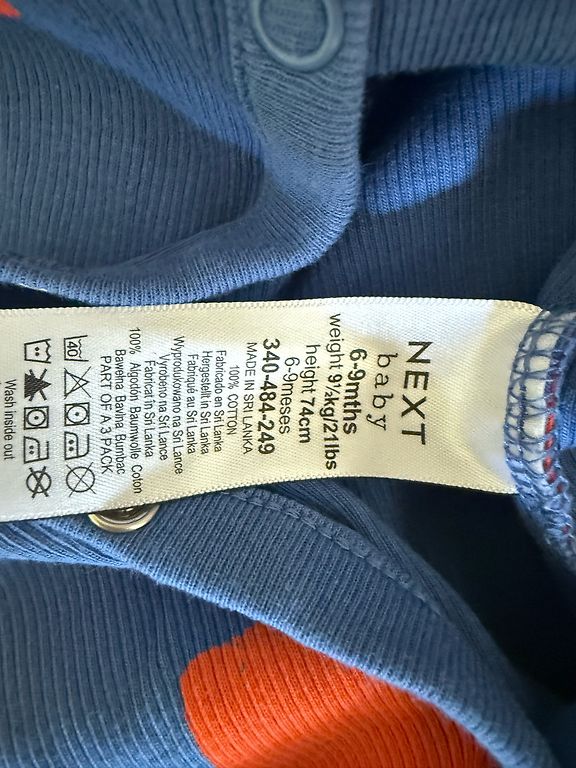 NEXT
baby
6-9mths
weight 9½kg/21lbs
height 74cm
6-9meses
340-484-249
MADE IN SRI LANKA
100% COTTON
Fabricado en Sri Lanka
Hergestellt in Sri Lanka
Fabriqué au Sri Lanka
Wyprodukowano na Sri Lance
Vyrobeno na Sri Lance
Fabricat în Sri Lanka
100% Algodón Baumwolle Coton
Bawełna Bavlna Bumbac
PART OF A 3 PACK
40
Wash inside out